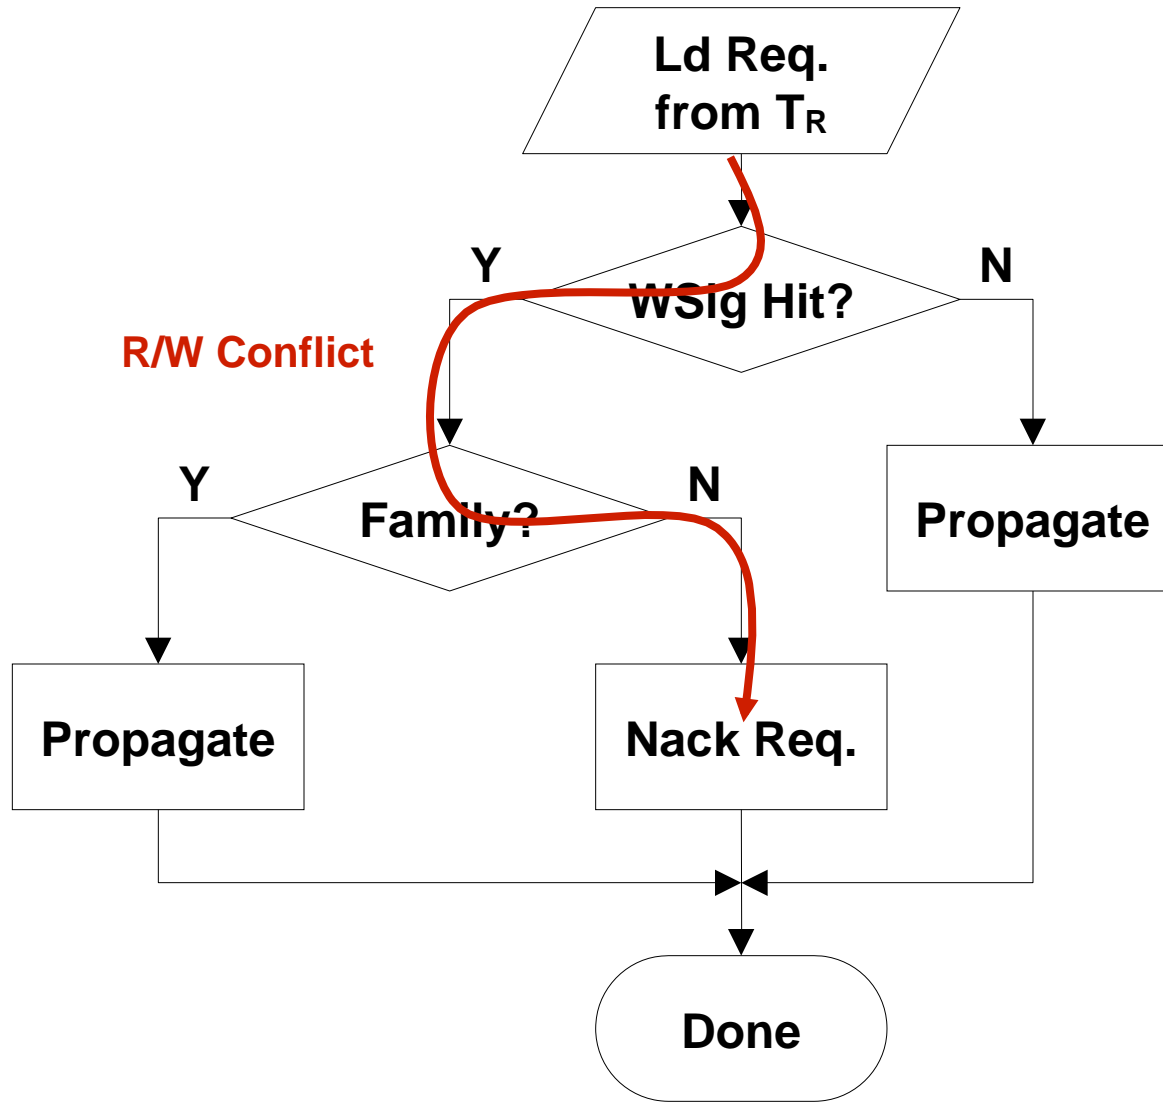 Ld Req.
from TR
Y
N
WSig Hit?
R/W Conflict
Y
N
Family?
Propagate
Propagate
Nack Req.
Done